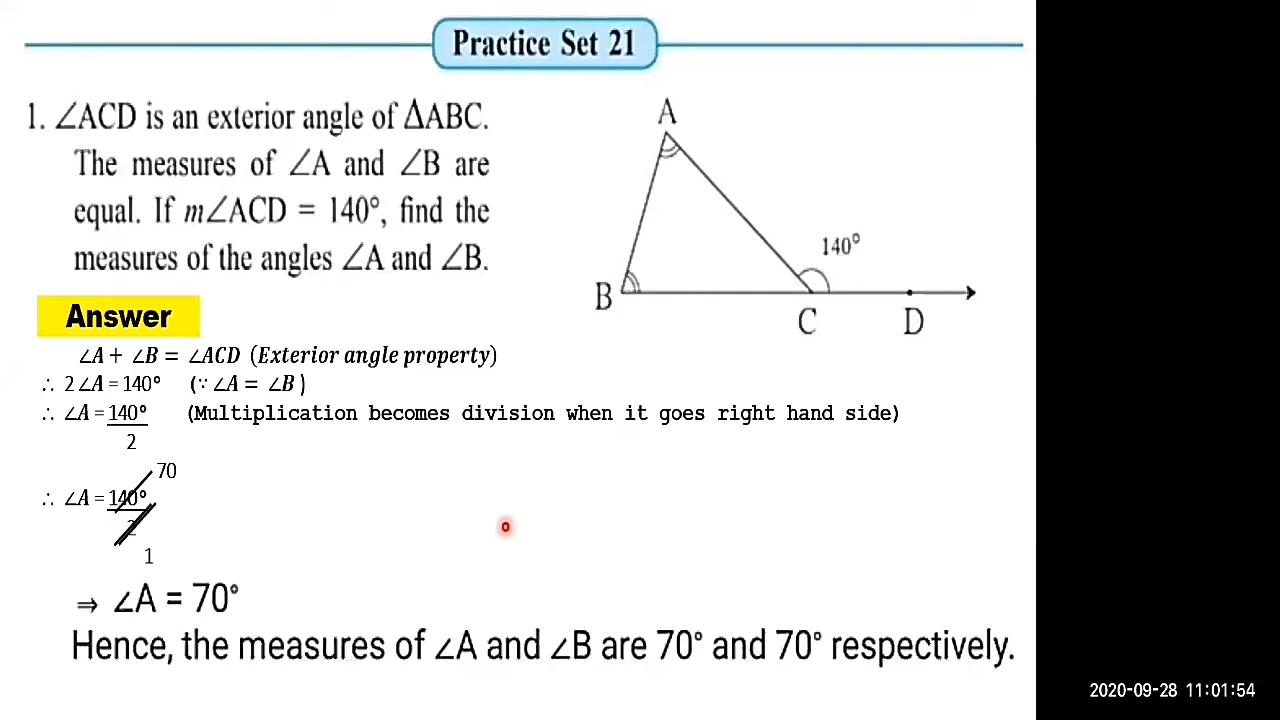 Practice Set 21
1. ∠ACD is an exterior angle of ΔABC.
The measures of ∠A and ∠B are
equal. If m∠ACD = 140°, find the
measures of the angles ∠A and ∠B.
A
140°
B
C
D
Answer
∠A + ∠B = ∠ACD (Exterior angle property)
∴ 2∠A = 140° (∵ ∠A = ∠B)
∴ ∠A = 140° (Multiplication becomes division when it goes right hand side)
2
70
∴ ∠A = 140°
2
1
⇒ ∠A = 70°
Hence, the measures of ∠A and ∠B are 70° and 70° respectively.
2020-09-28 11:01:54